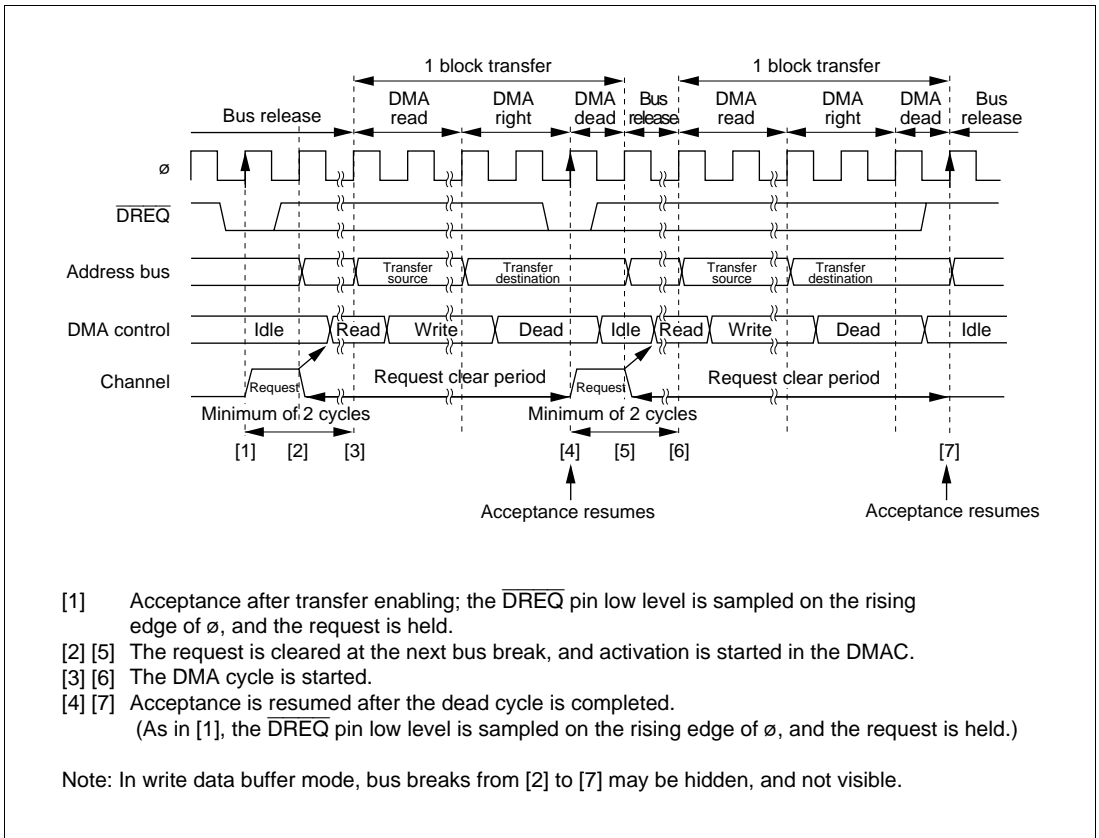 1 block transfer 1 block transfer
Bus release DMA read DMA right DMA dead Bus release DMA read DMA right DMA dead Bus release
ø
DREQ
Address bus Transfer source Transfer destination Transfer source Transfer destination
DMA control Idle Read Write Dead Idle Read Write Dead Idle
Channel Request Request clear period Request Request clear period
Minimum of 2 cycles Minimum of 2 cycles
[1] [2] [3] [4] [5] [6] [7]
Acceptance resumes Acceptance resumes
[1] Acceptance after transfer enabling; the DREQ pin low level is sampled on the rising
edge of ø, and the request is held.
[2] [5] The request is cleared at the next bus break, and activation is started in the DMAC.
[3] [6] The DMA cycle is started.
[4] [7] Acceptance is resumed after the dead cycle is completed.
(As in [1], the DREQ pin low level is sampled on the rising edge of ø, and the request is held.)
Note: In write data buffer mode, bus breaks from [2] to [7] may be hidden, and not visible.